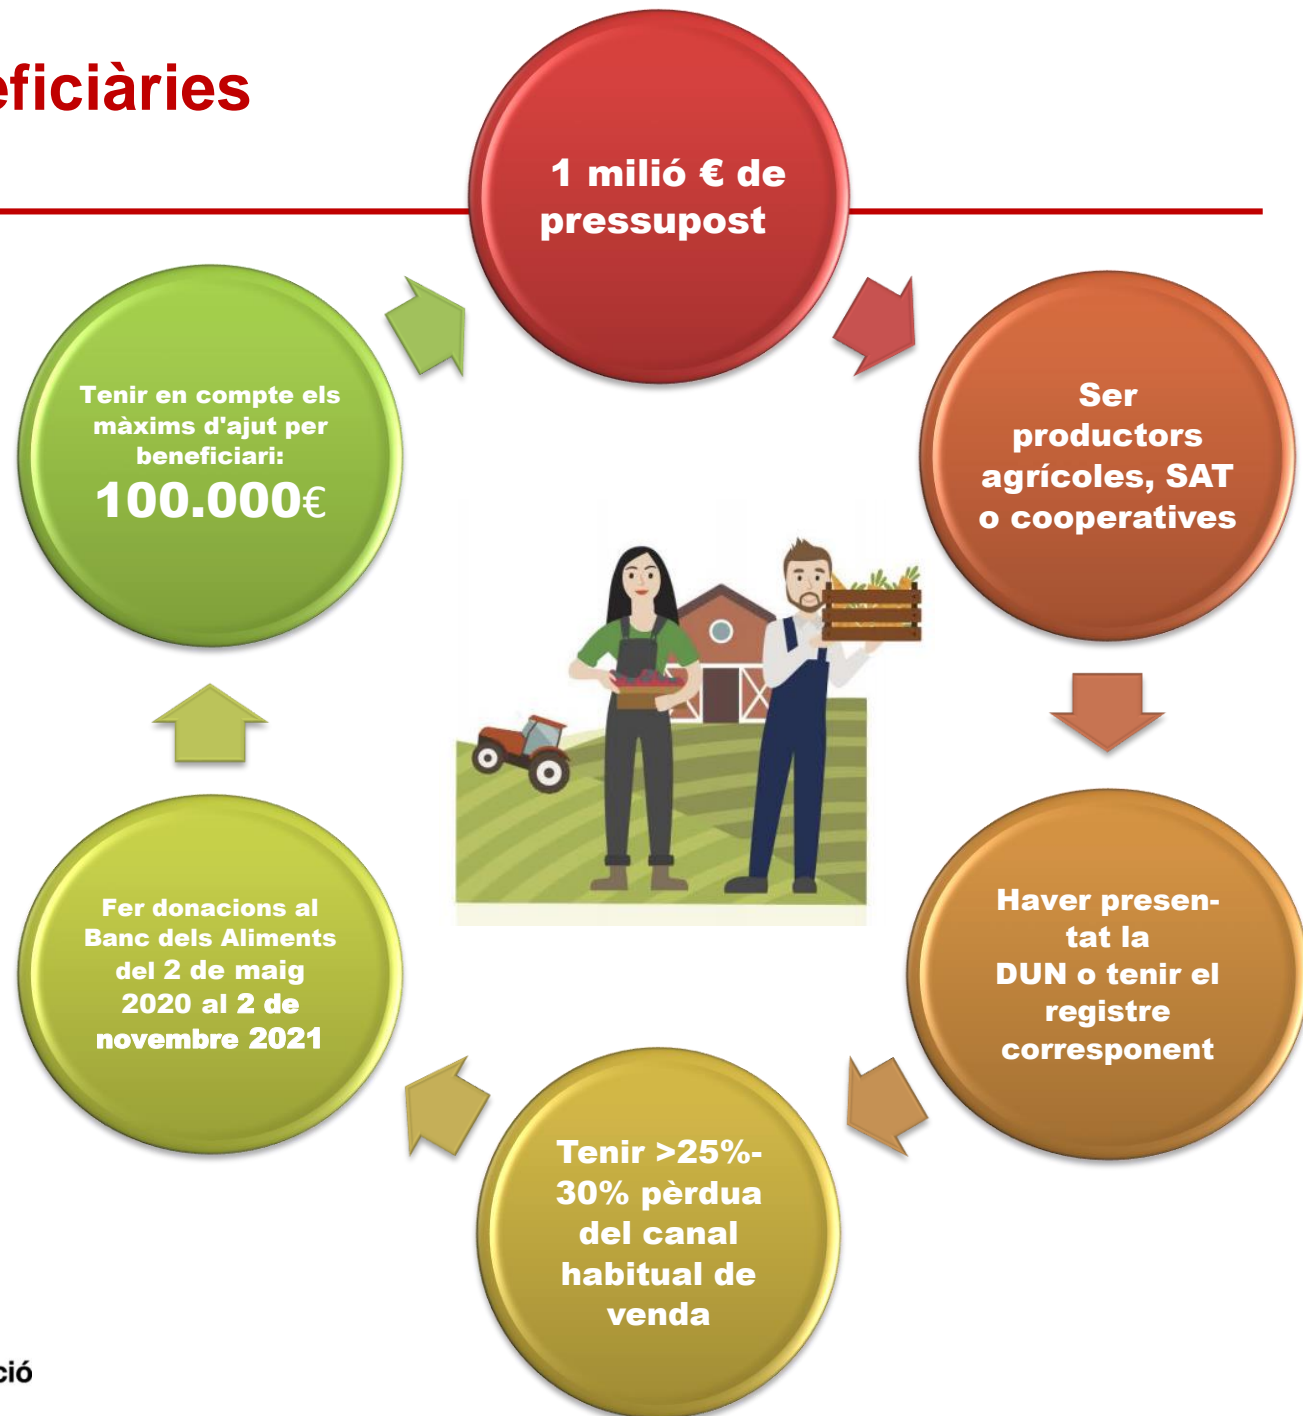 eficiàries
1 milió € de
pressupost
Ser
productors
agrícoles, SAT
o cooperatives
Haver presen-
tat la
DUN o tenir el
registre
corresponent
Tenir >25%-
30% pèrdua
del canal
habitual de
venda
Fer donacions al
Banc dels Aliments
del 2 de maig
2020 al 2 de
novembre 2021
Tenir en compte els
màxims d'ajut per
beneficiari:
100.000€
ció